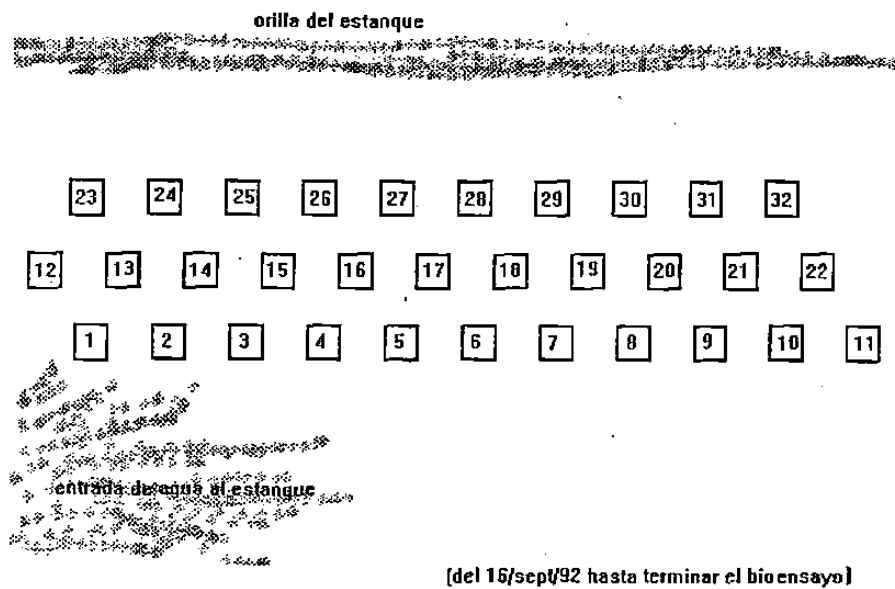 orilla del estanque
23 24 25 26 27 28 29 30 31 32
12 13 14 15 16 17 18 19 20 21 22
1 2 3 4 5 6 7 8 9 10 11
entrada de agua al estanque
(del 16/sept/92 hasta terminar el bioensayo)